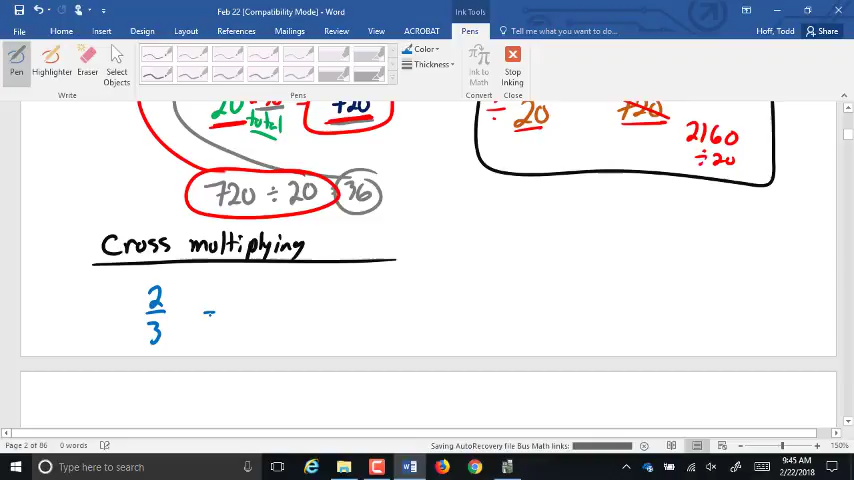 Feb 22 [Compatibility Mode] - Word
Ink Tools
Hoff, Todd
File Home Insert Design Layout References Mailings Review View ACROBAT Pens Tell me what you want to do... Share
Pen Highlighter Eraser Select Objects
Color
Thickness
Ink to Math
Stop Inking
Write Pens Convert Close
20 720
total
÷ 20 720
2160
÷20
720 ÷ 20 36
Cross multiplying
2
3
Page 2 of 86 0 words Saving AutoRecovery file Bus Math links: 150%
Type here to search
9:45 AM
2/22/2018